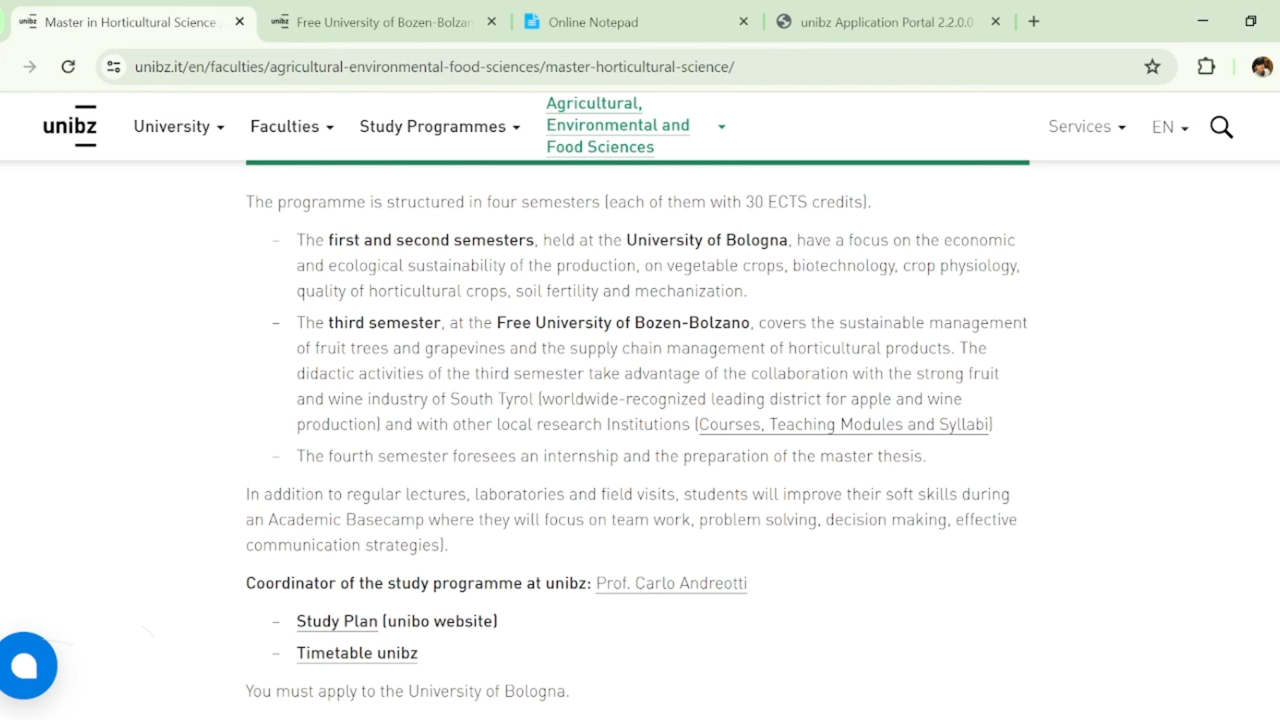 unibz Master in Horticultural Science
unibz Free University of Bozen-Bolzan
Online Notepad
unibz Application Portal 2.2.0.0
unibz.it/en/faculties/agricultural-environmental-food-sciences/master-horticultural-science/
unibz
University
Faculties
Study Programmes
Agricultural,
Environmental and
Food Sciences
Services
EN
The programme is structured in four semesters (each of them with 30 ECTS credits).
– The first and second semesters, held at the University of Bologna, have a focus on the economic
and ecological sustainability of the production, on vegetable crops, biotechnology, crop physiology,
quality of horticultural crops, soil fertility and mechanization.
– The third semester, at the Free University of Bozen-Bolzano, covers the sustainable management
of fruit trees and grapevines and the supply chain management of horticultural products. The
didactic activities of the third semester take advantage of the collaboration with the strong fruit
and wine industry of South Tyrol (worldwide-recognized leading district for apple and wine
production) and with other local research Institutions (Courses, Teaching Modules and Syllabi)
– The fourth semester foresees an internship and the preparation of the master thesis.
In addition to regular lectures, laboratories and field visits, students will improve their soft skills during
an Academic Basecamp where they will focus on team work, problem solving, decision making, effective
communication strategies).
Coordinator of the study programme at unibz: Prof. Carlo Andreotti
– Study Plan (unibo website)
– Timetable unibz
You must apply to the University of Bologna.